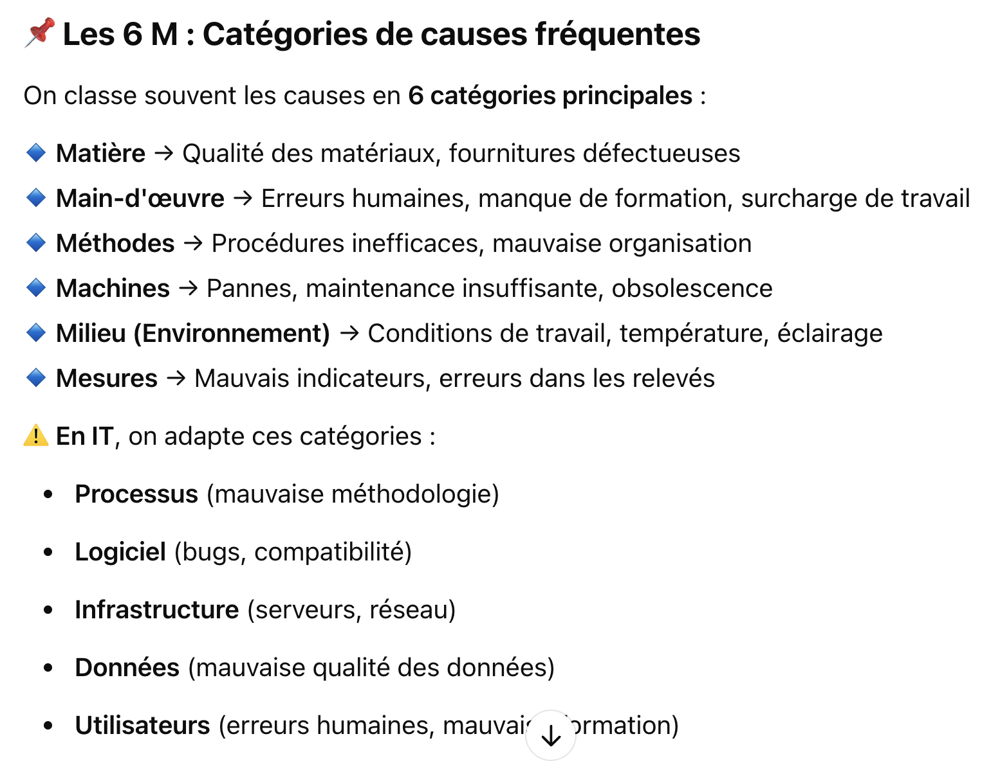 📌 Les 6 M : Catégories de causes fréquentes
On classe souvent les causes en 6 catégories principales :
🔹 Matière → Qualité des matériaux, fournitures défectueuses
🔹 Main-d'œuvre → Erreurs humaines, manque de formation, surcharge de travail
🔹 Méthodes → Procédures inefficaces, mauvaise organisation
🔹 Machines → Pannes, maintenance insuffisante, obsolescence
🔹 Milieu (Environnement) → Conditions de travail, température, éclairage
🔹 Mesures → Mauvais indicateurs, erreurs dans les relevés
⚠️ En IT, on adapte ces catégories :
• Processus (mauvaise méthodologie)
• Logiciel (bugs, compatibilité)
• Infrastructure (serveurs, réseau)
• Données (mauvaise qualité des données)
• Utilisateurs (erreurs humaines,